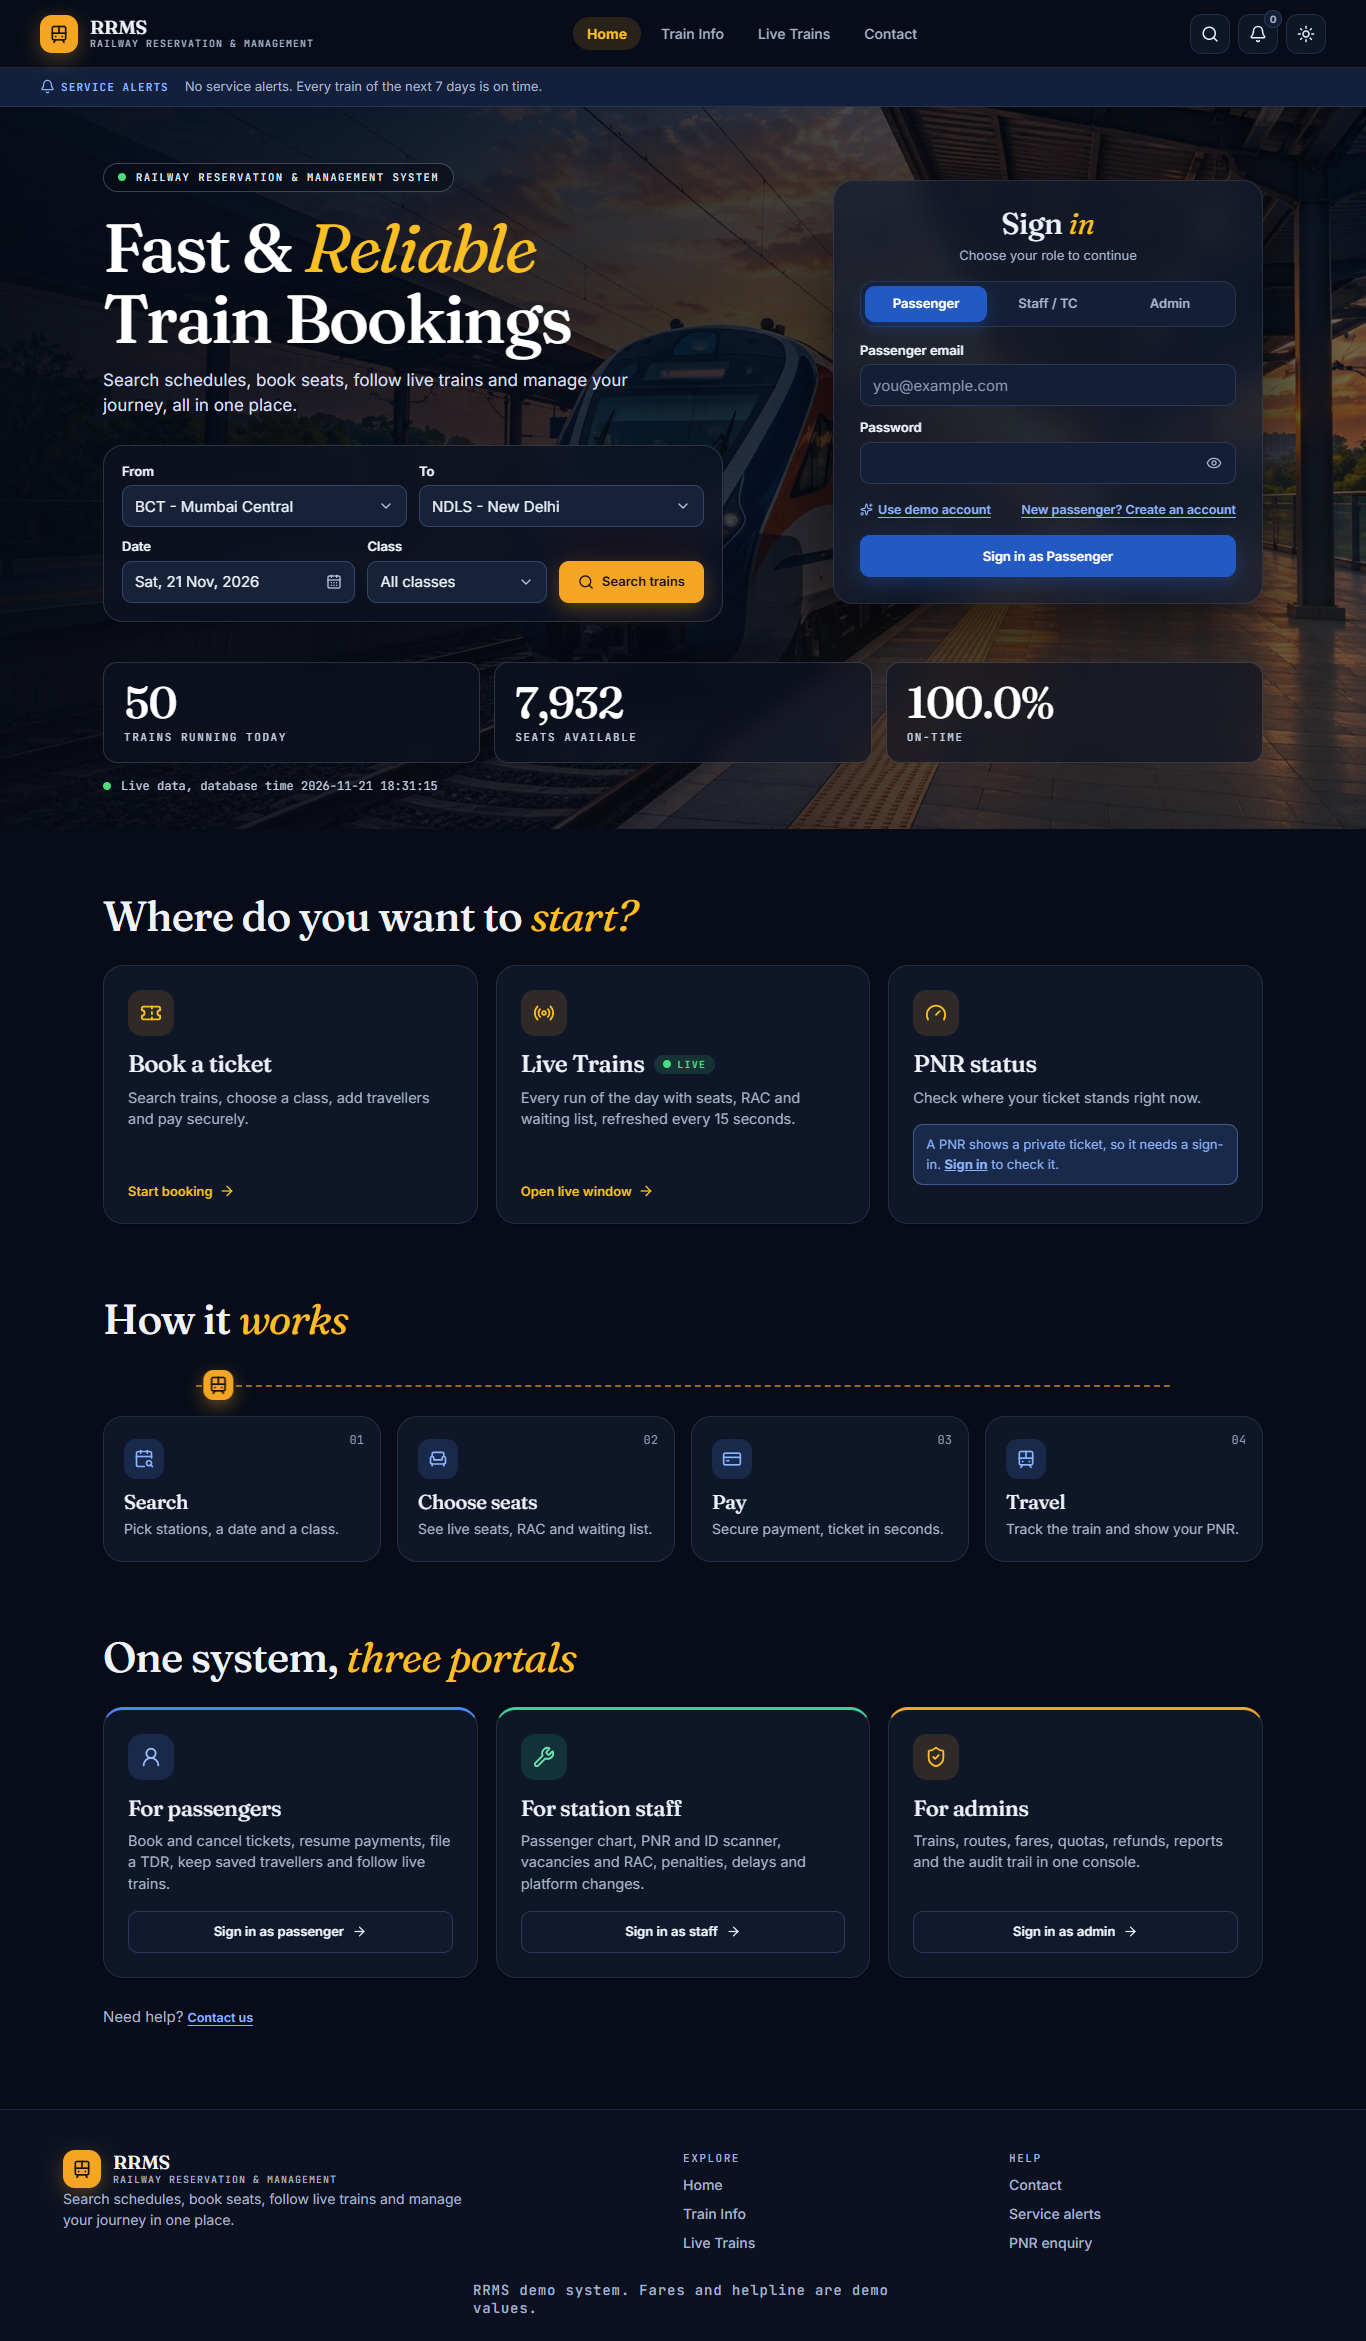 RRMS
RAILWAY RESERVATION & MANAGEMENT
Home
Train Info
Live Trains
Contact
0
SERVICE ALERTS
No service alerts. Every train of the next 7 days is on time.
RAILWAY RESERVATION & MANAGEMENT SYSTEM
Fast & Reliable
Train Bookings
Search schedules, book seats, follow live trains and manage your
journey, all in one place.
From
To
BCT - Mumbai Central
NDLS - New Delhi
Date
Class
Sat, 21 Nov, 2026
All classes
Search trains
Sign in
Choose your role to continue
Passenger
Staff / TC
Admin
Passenger email
you@example.com
Password
Use demo account
New passenger? Create an account
Sign in as Passenger
50
TRAINS RUNNING TODAY
7,932
SEATS AVAILABLE
100.0%
ON-TIME
Live data, database time 2026-11-21 18:31:15
Where do you want to start?
Book a ticket
Search trains, choose a class, add travellers
and pay securely.
Start booking
Live Trains
LIVE
Every run of the day with seats, RAC and
waiting list, refreshed every 15 seconds.
Open live window
PNR status
Check where your ticket stands right now.
A PNR shows a private ticket, so it needs a sign-
in. Sign in to check it.
How it works
01
Search
Pick stations, a date and a class.
02
Choose seats
See live seats, RAC and waiting list.
03
Pay
Secure payment, ticket in seconds.
04
Travel
Track the train and show your PNR.
One system, three portals
For passengers
Book and cancel tickets, resume payments, file
a TDR, keep saved travellers and follow live
trains.
Sign in as passenger
For station staff
Passenger chart, PNR and ID scanner,
vacancies and RAC, penalties, delays and
platform changes.
Sign in as staff
For admins
Trains, routes, fares, quotas, refunds, reports
and the audit trail in one console.
Sign in as admin
Need help? Contact us
RRMS
RAILWAY RESERVATION & MANAGEMENT
Search schedules, book seats, follow live trains and manage
your journey in one place.
EXPLORE
Home
Train Info
Live Trains
HELP
Contact
Service alerts
PNR enquiry
RRMS demo system. Fares and helpline are demo
values.